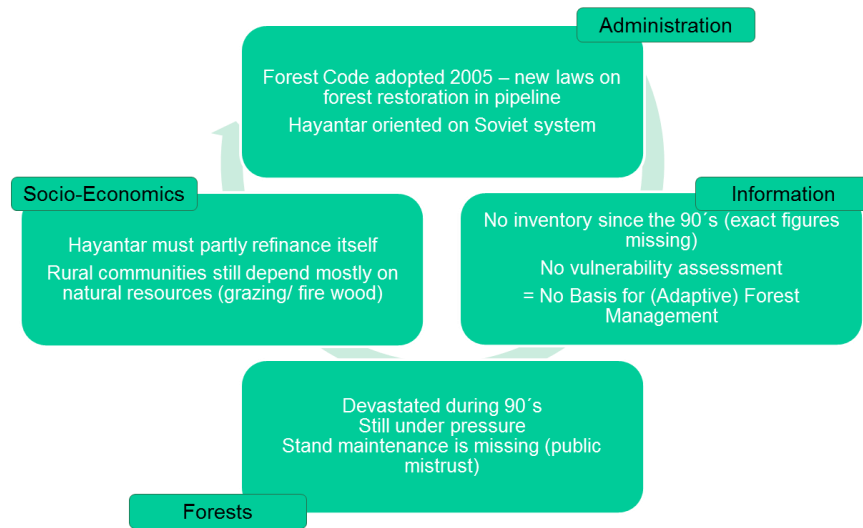 Administration
Forest Code adopted 2005 – new laws on
forest restoration in pipeline
Hayantar oriented on Soviet system
Socio-Economics
Hayantar must partly refinance itself
Rural communities still depend mostly on
natural resources (grazing/ fire wood)
Information
No inventory since the 90´s (exact figures
missing)
No vulnerability assessment
= No Basis for (Adaptive) Forest
Management
Devastated during 90´s
Still under pressure
Stand maintenance is missing (public
mistrust)
Forests